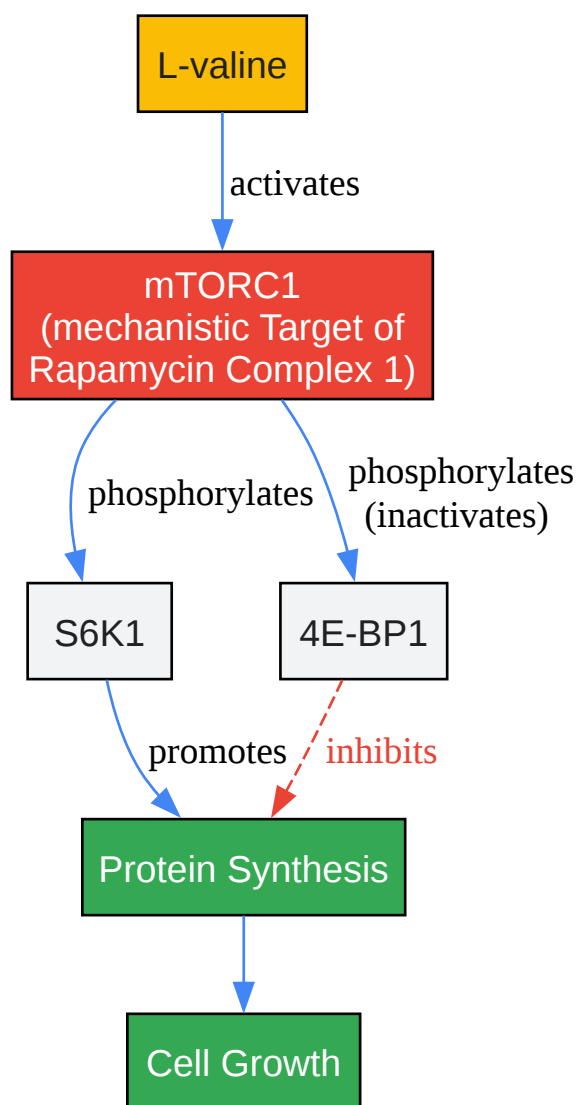 L-valine
activates
mTORC1
(mechanistic Target of
Rapamycin Complex 1)
phosphorylates
phosphorylates
(inactivates)
S6K1
4E-BP1
promotes
inhibits
Protein Synthesis
Cell Growth